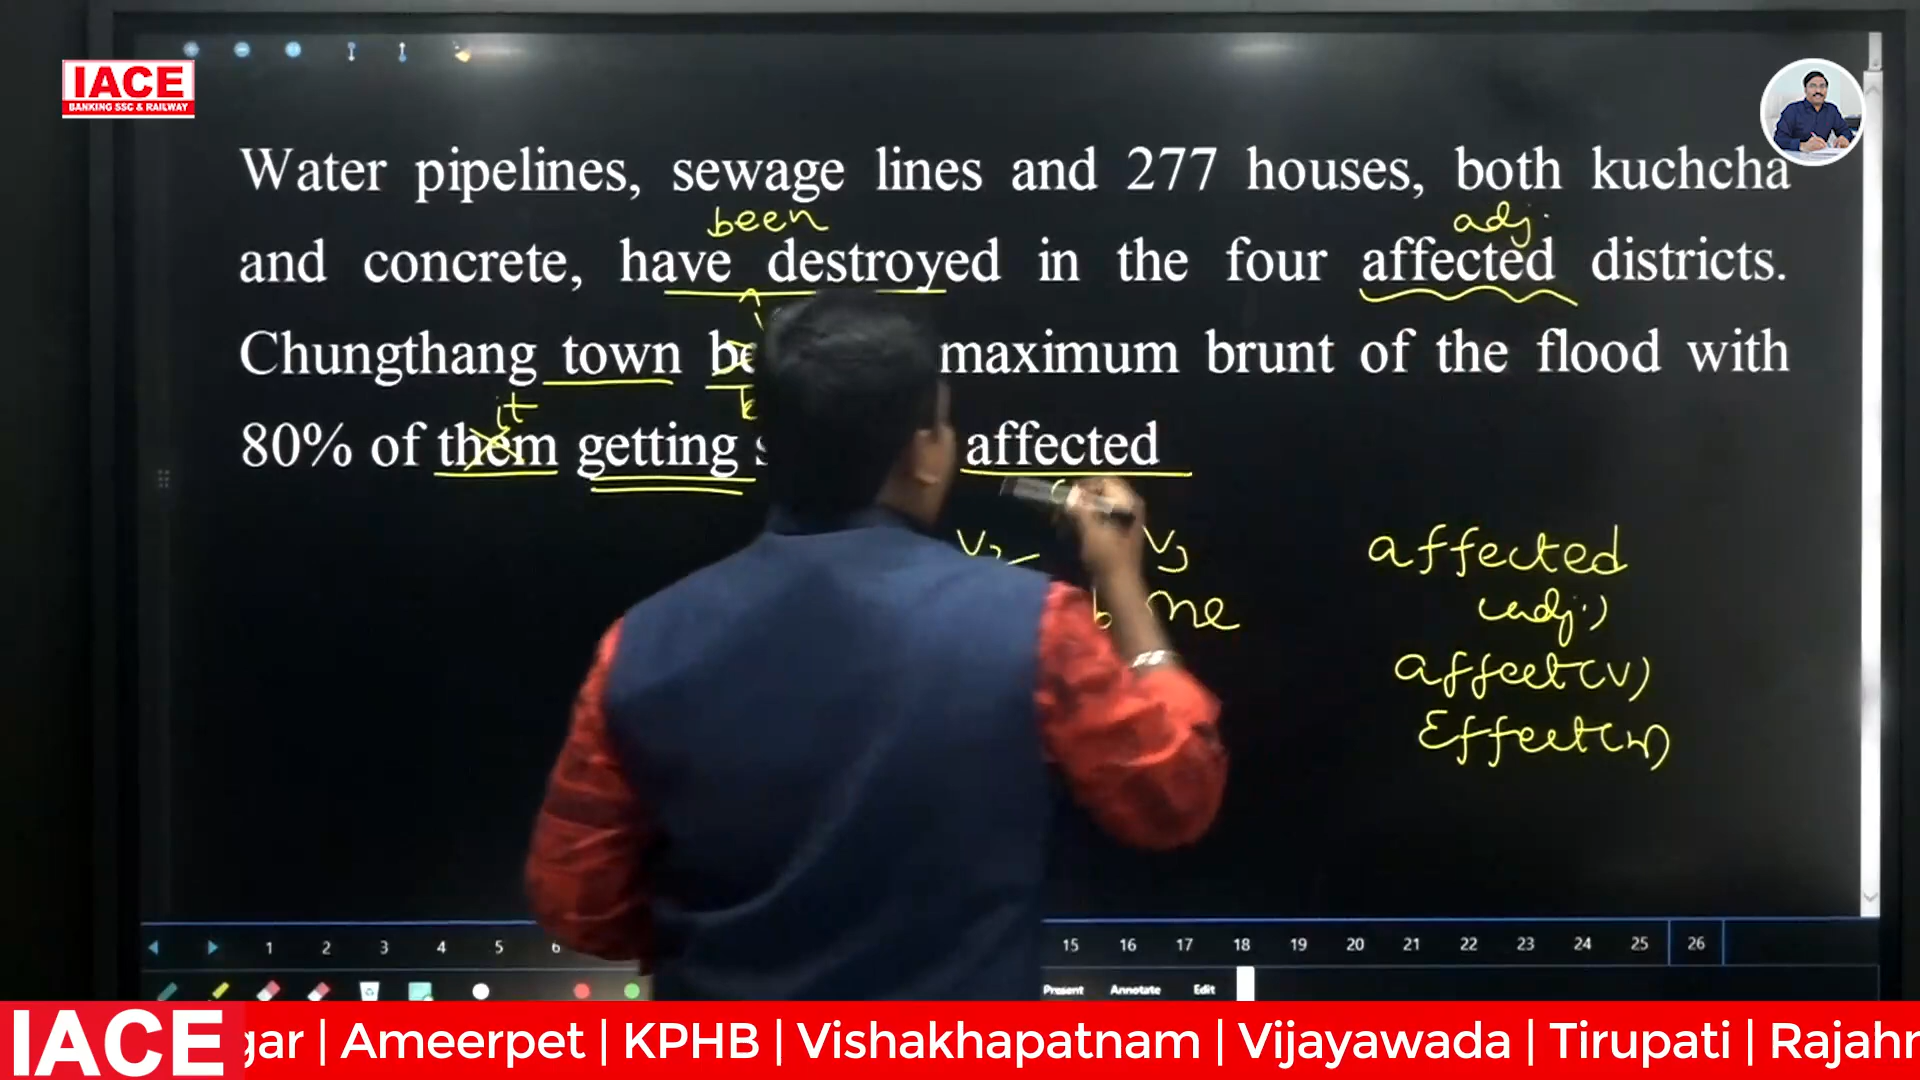 IACE
BANKING SSC & RAILWAY
Water pipelines, sewage lines and 277 houses, both kuchcha
been
adj.
and concrete, have destroyed in the four affected districts.
Chungthang town maximum brunt of the flood with
it
80% of them getting affected
V3
affected
(adj.)
affect(v)
Effect(n)
1 2 3 4 5 6 15 16 17 18 19 20 21 22 23 24 25 26
Present Annotate Edit
IACE gar | Ameerpet | KPHB | Vishakhapatnam | Vijayawada | Tirupati | Rajahr